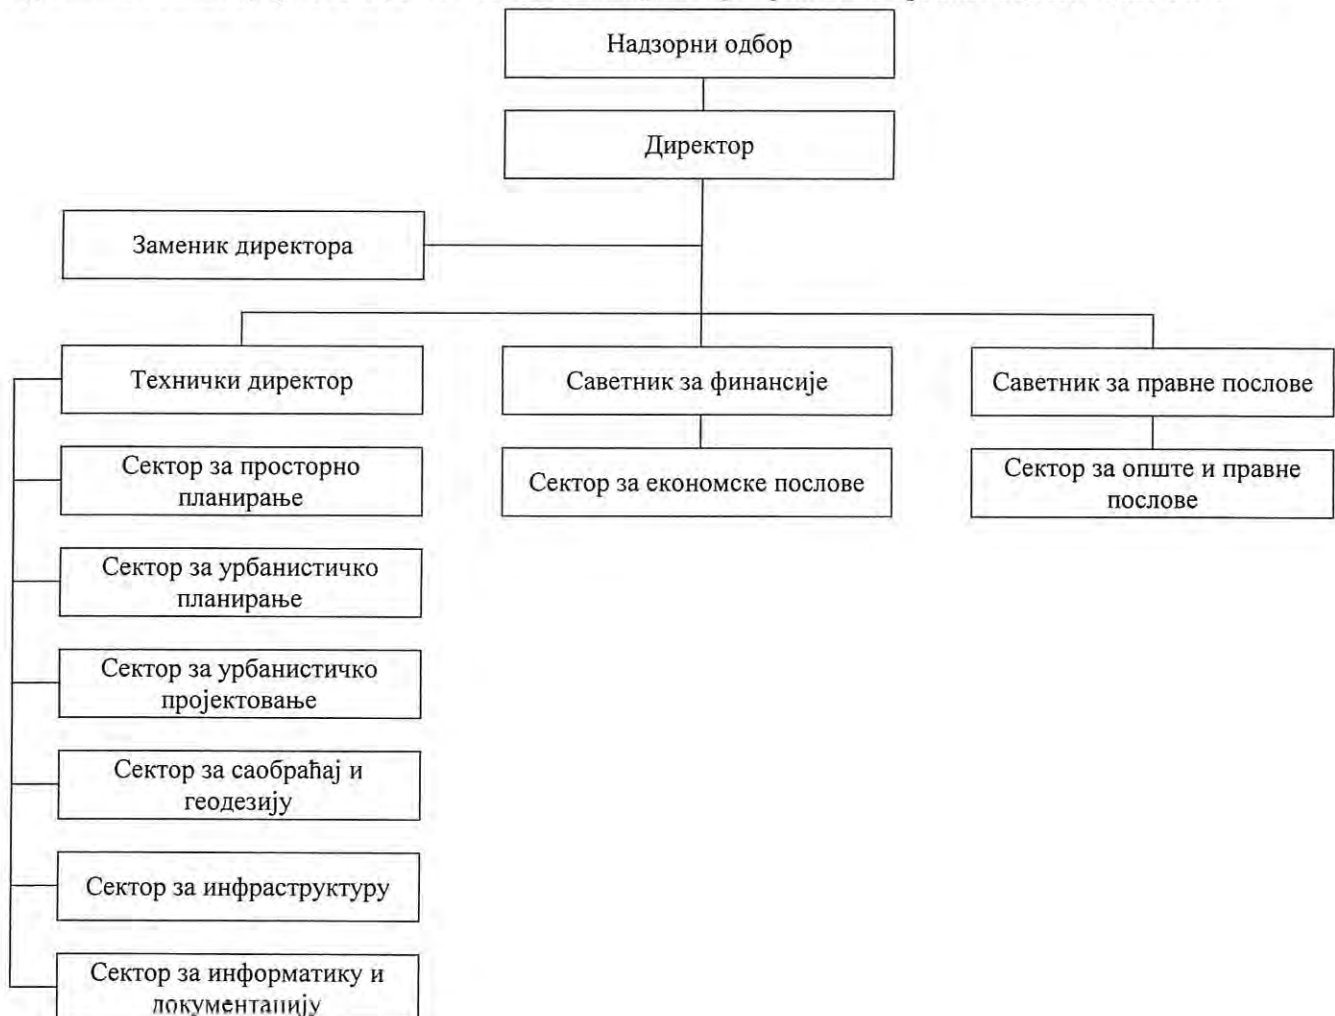 Надзорни одбор
Директор
Заменик директора
Технички директор
Саветник за финансије
Саветник за правне послове
Сектор за просторно
планирање
Сектор за економске послове
Сектор за опште и правне
послове
Сектор за урбанистичко
планирање
Сектор за урбанистичко
пројектовање
Сектор за саобраћај и
геодезију
Сектор за инфраструктуру
Сектор за информатику и
документацију